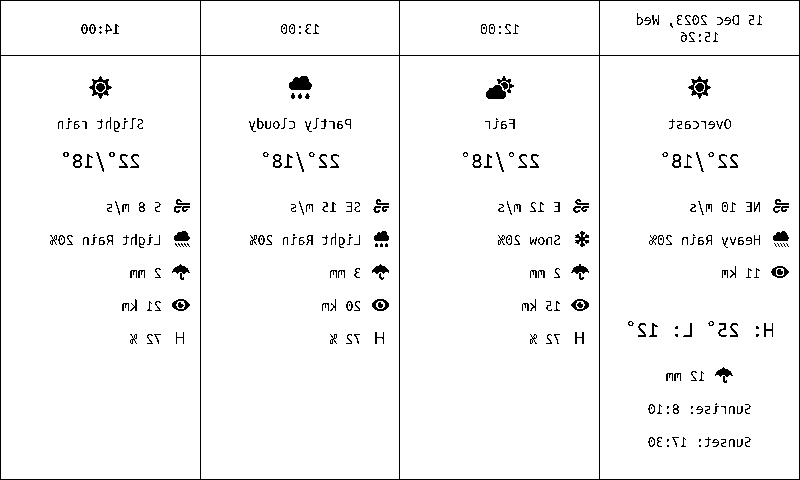 15 Dec 2023, Wed
15:26
Overcast
22°/18°
NE 10 m/s
Heavy Rain 20%
11 km
H: 25° L: 12°
12 mm
Sunrise: 8:10
Sunset: 17:30
12:00
Fair
22°/18°
E 12 m/s
Snow 20%
2 mm
15 km
H 72 %
13:00
Partly cloudy
22°/18°
SE 15 m/s
Light Rain 20%
3 mm
20 km
H 72 %
14:00
Slight rain
22°/18°
S 8 m/s
Light Rain 20%
2 mm
21 km
H 72 %